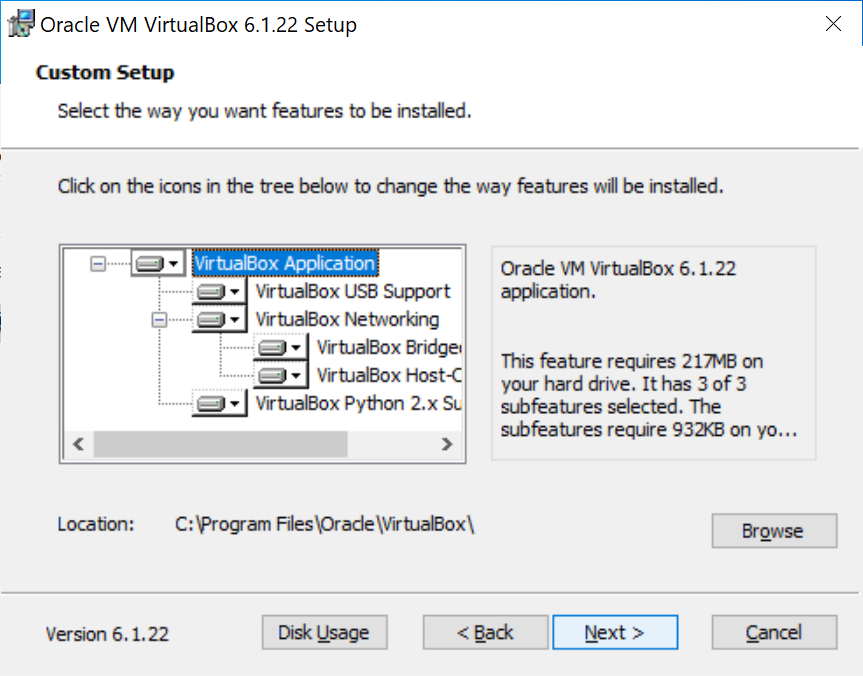 Oracle VM VirtualBox 6.1.22 Setup
Custom Setup
Select the way you want features to be installed.
Click on the icons in the tree below to change the way features will be installed.
VirtualBox Application
VirtualBox USB Support
VirtualBox Networking
VirtualBox Bridge
VirtualBox Host-C
VirtualBox Python 2.x Su
Oracle VM VirtualBox 6.1.22
application.
This feature requires 217MB on
your hard drive. It has 3 of 3
subfeatures selected. The
subfeatures require 932KB on yo...
Location: C:\Program Files\Oracle\VirtualBox\
Browse
Version 6.1.22
Disk Usage
< Back
Next >
Cancel